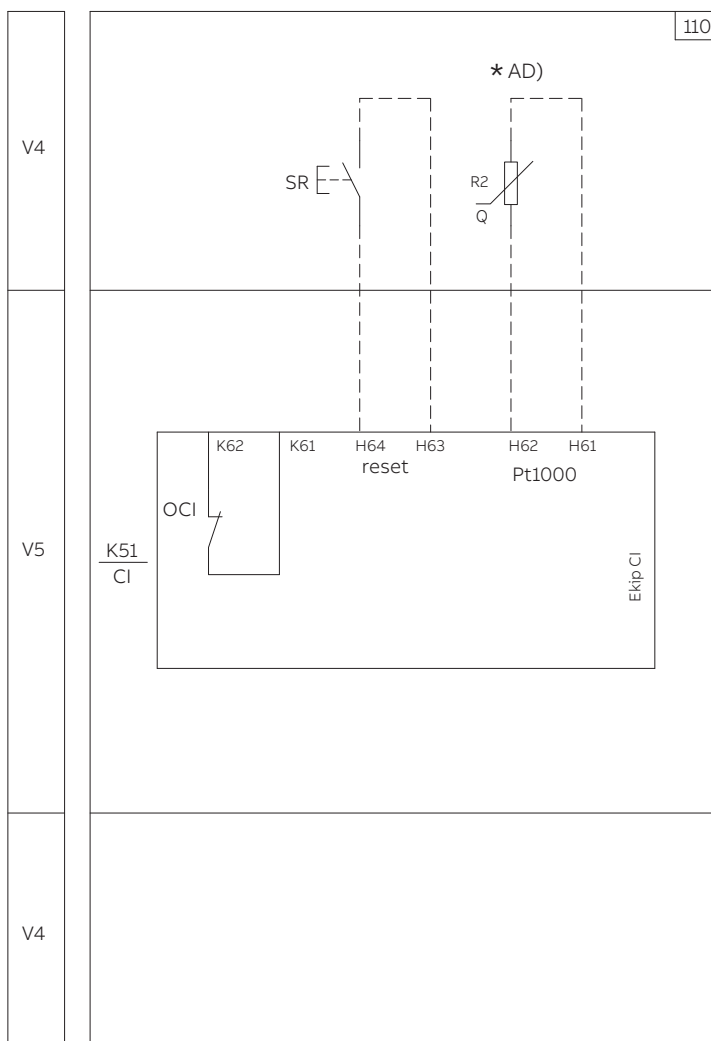 110
* AD)
V4
SR
R2
Q
K62 K61 H64 H63 H62 H61
reset
Pt1000
OCI
V5
K51
CI
Ekip CI
V4